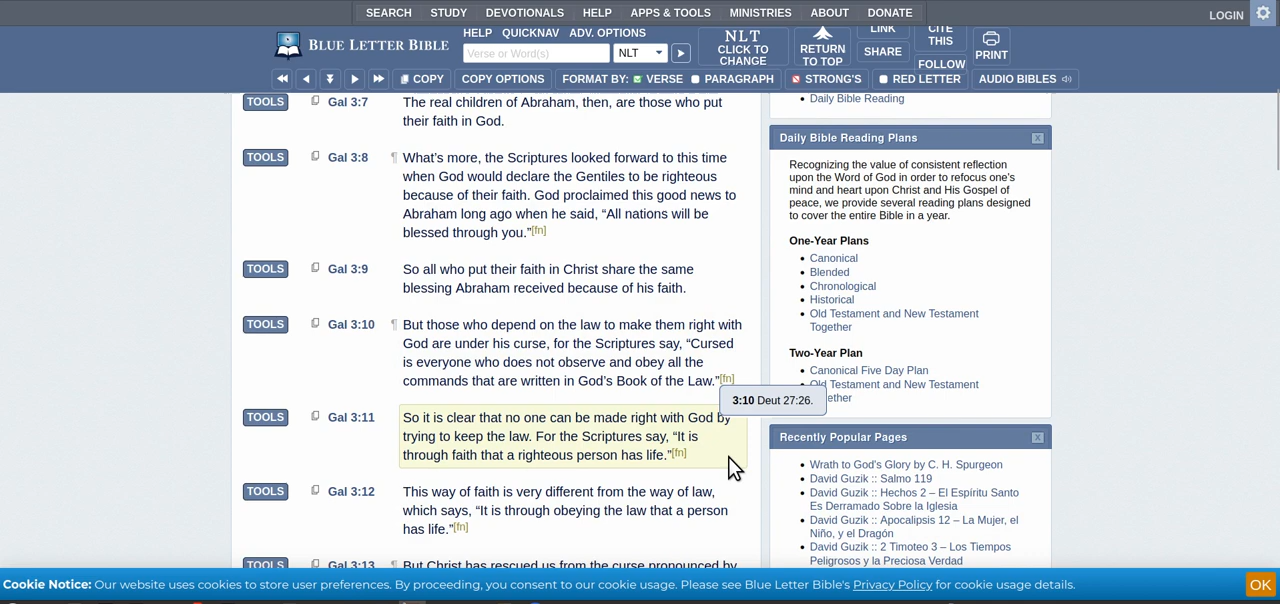 SEARCH STUDY DEVOTIONALS HELP APPS & TOOLS MINISTRIES ABOUT DONATE
LOGIN
BLUE LETTER BIBLE
HELP QUICKNAV ADV. OPTIONS
Verse or Word(s)
NLT
NLT
CLICK TO
CHANGE
RETURN
TO TOP
LINK
SHARE
CITE
THIS
FOLLOW
PRINT
COPY COPY OPTIONS FORMAT BY: VERSE PARAGRAPH STRONG'S RED LETTER AUDIO BIBLES
TOOLS Gal 3:7 The real children of Abraham, then, are those who put
their faith in God.
TOOLS Gal 3:8 ¶ What’s more, the Scriptures looked forward to this time
when God would declare the Gentiles to be righteous
because of their faith. God proclaimed this good news to
Abraham long ago when he said, “All nations will be
blessed through you.”[fn]
TOOLS Gal 3:9 So all who put their faith in Christ share the same
blessing Abraham received because of his faith.
TOOLS Gal 3:10 ¶ But those who depend on the law to make them right with
God are under his curse, for the Scriptures say, “Cursed
is everyone who does not observe and obey all the
commands that are written in God’s Book of the Law.”[fn]
3:10 Deut 27:26.
TOOLS Gal 3:11 So it is clear that no one can be made right with God by
trying to keep the law. For the Scriptures say, “It is
through faith that a righteous person has life.”[fn]
TOOLS Gal 3:12 This way of faith is very different from the way of law,
which says, “It is through obeying the law that a person
has life.”[fn]
TOOLS Gal 3:13 ¶ But Christ has rescued us from the curse pronounced by
Daily Bible Reading
Daily Bible Reading Plans X
Recognizing the value of consistent reflection
upon the Word of God in order to refocus one's
mind and heart upon Christ and His Gospel of
peace, we provide several reading plans designed
to cover the entire Bible in a year.
One-Year Plans
Canonical
Blended
Chronological
Historical
Old Testament and New Testament
Together
Two-Year Plan
Canonical Five Day Plan
Old Testament and New Testament
ether
Recently Popular Pages X
Wrath to God's Glory by C. H. Spurgeon
David Guzik :: Salmo 119
David Guzik :: Hechos 2 – El Espíritu Santo
Es Derramado Sobre la Iglesia
David Guzik :: Apocalipsis 12 – La Mujer, el
Niño, y el Dragón
David Guzik :: 2 Timoteo 3 – Los Tiempos
Peligrosos y la Preciosa Verdad
Cookie Notice: Our website uses cookies to store user preferences. By proceeding, you consent to our cookie usage. Please see Blue Letter Bible's Privacy Policy for cookie usage details. OK